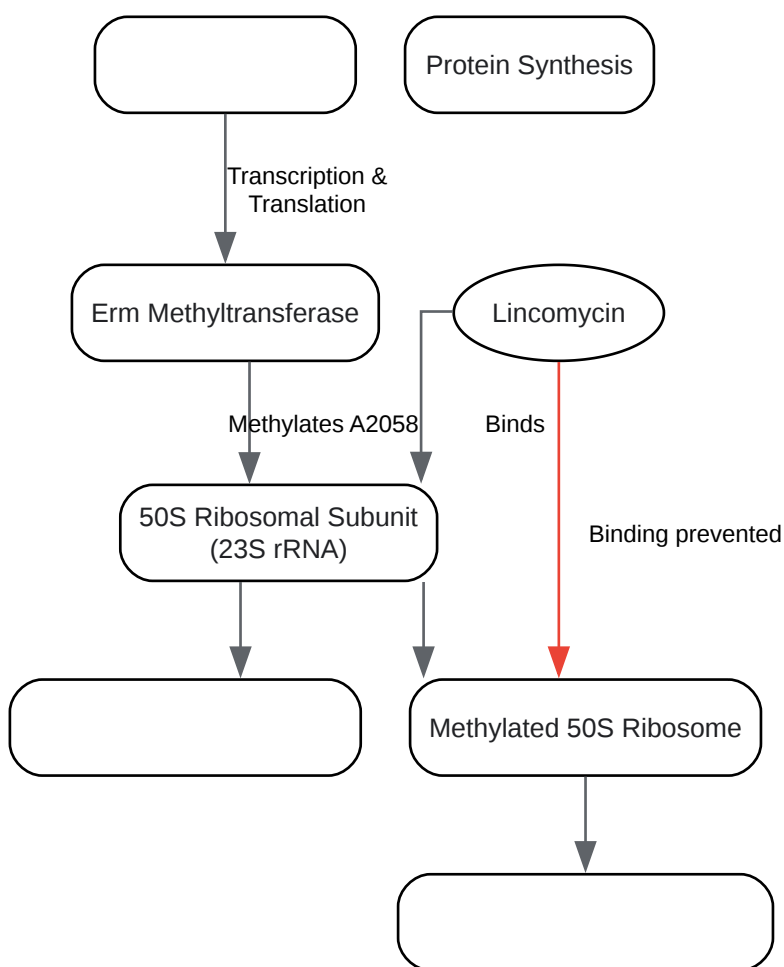 Protein Synthesis
Transcription &
Translation
Erm Methyltransferase
Lincomycin
Methylates A2058
Binds
50S Ribosomal Subunit
(23S rRNA)
Binding prevented
Methylated 50S Ribosome